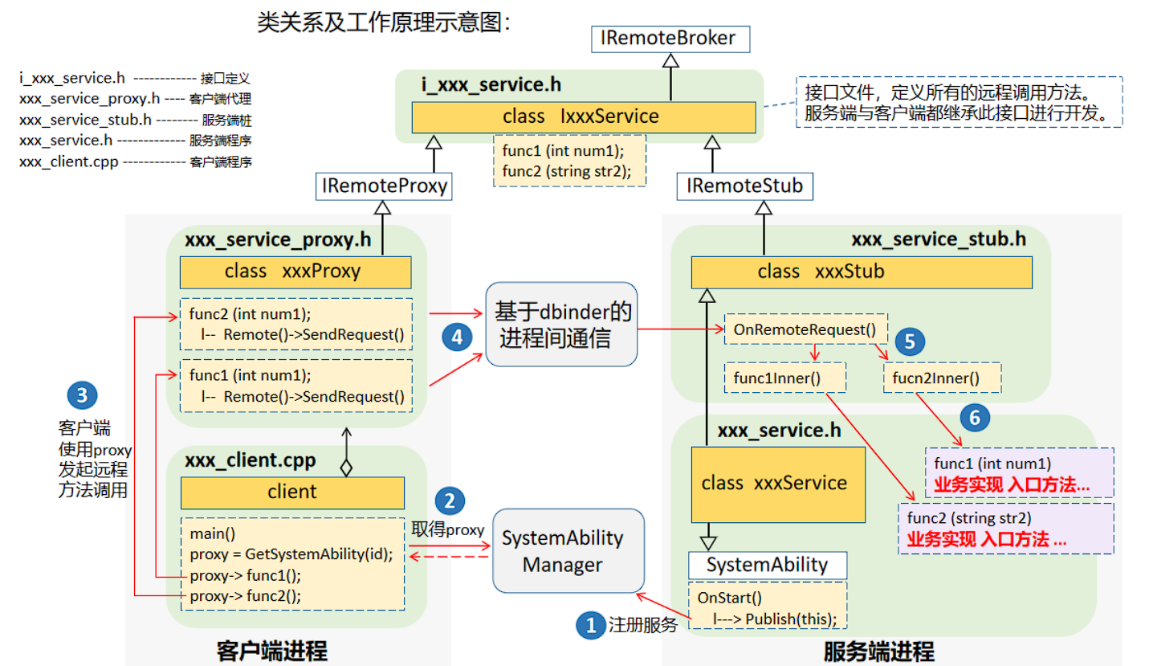 类关系及工作原理示意图：
IRemoteBroker
i_xxx_service.h ------------ 接口定义
xxx_service_proxy.h ---- 客户端代理
xxx_service_stub.h -------- 服务端桩
xxx_service.h ------------- 服务端程序
xxx_client.cpp ------------ 客户端程序
i_xxx_service.h
class IxxxService
func1 (int num1);
func2 (string str2);
接口文件，定义所有的远程调用方法。
服务端与客户端都继承此接口进行开发。
IRemoteProxy
IRemoteStub
xxx_service_proxy.h
class xxxProxy
func2 (int num1);
l-- Remote()->SendRequest()
func1 (int num1);
l-- Remote()->SendRequest()
4
基于dbinder的
进程间通信
xxx_service_stub.h
class xxxStub
OnRemoteRequest()
5
func1Inner()
fucn2Inner()
6
3
客户端
使用proxy
发起远程
方法调用
xxx_client.cpp
client
main()
proxy = GetSystemAbility(id);
proxy-> func1();
proxy-> func2();
2
取得proxy
SystemAbility
Manager
1
注册服务
xxx_service.h
class xxxService
func1 (int num1)
业务实现 入口方法...
func2 (string str2)
业务实现 入口方法 ...
SystemAbility
OnStart()
l---> Publish(this);
客户端进程
服务端进程